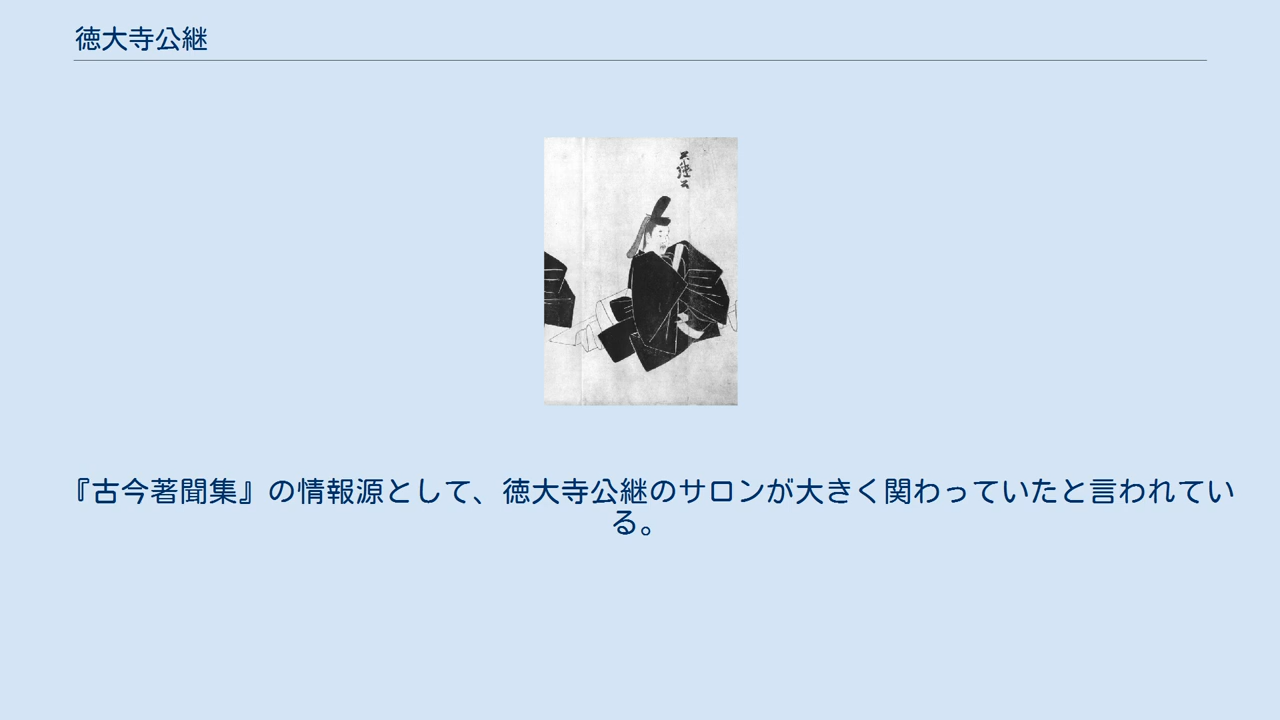 徳大寺公継
『古今著聞集』の情報源として、徳大寺公継のサロンが大きく関わっていたと言われてい
る。